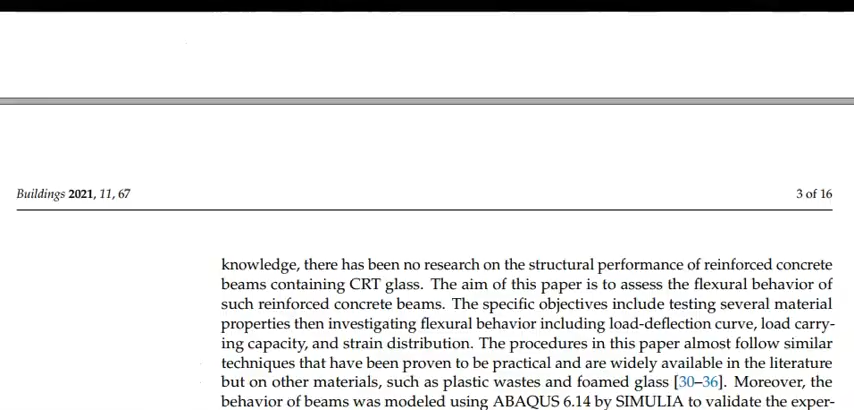 Buildings 2021, 11, 67
3 of 16
knowledge, there has been no research on the structural performance of reinforced concrete
beams containing CRT glass. The aim of this paper is to assess the flexural behavior of
such reinforced concrete beams. The specific objectives include testing several material
properties then investigating flexural behavior including load-deflection curve, load carry-
ing capacity, and strain distribution. The procedures in this paper almost follow similar
techniques that have been proven to be practical and are widely available in the literature
but on other materials, such as plastic wastes and foamed glass [30–36]. Moreover, the
behavior of beams was modeled using ABAQUS 6.14 by SIMULIA to validate the exper-